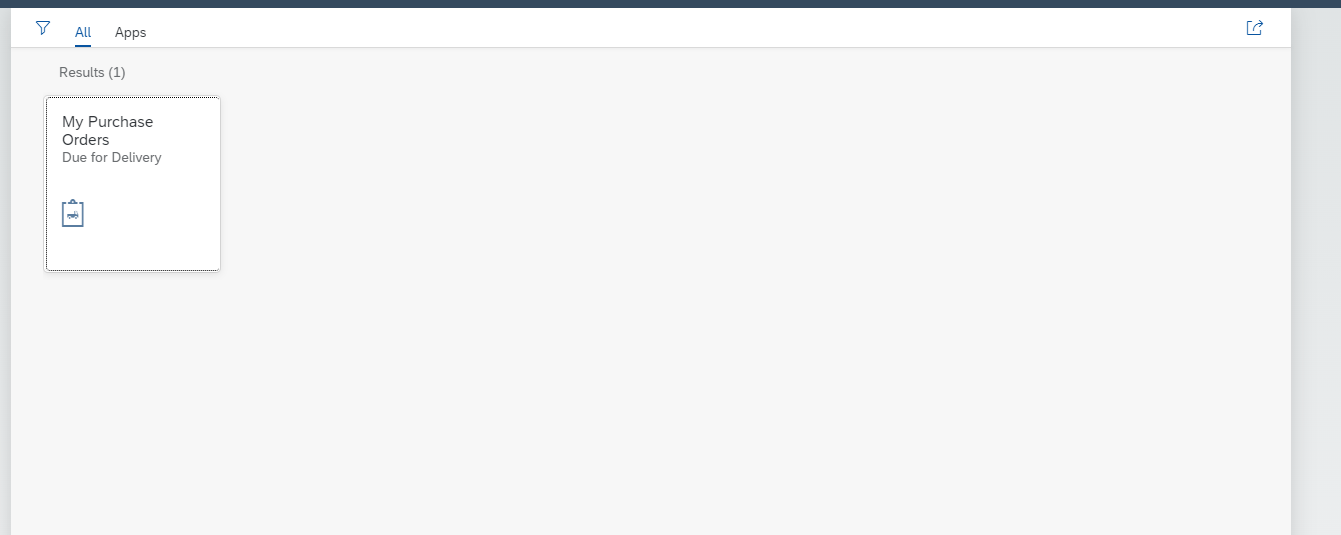 All Apps
Results (1)
My Purchase
Orders
Due for Delivery